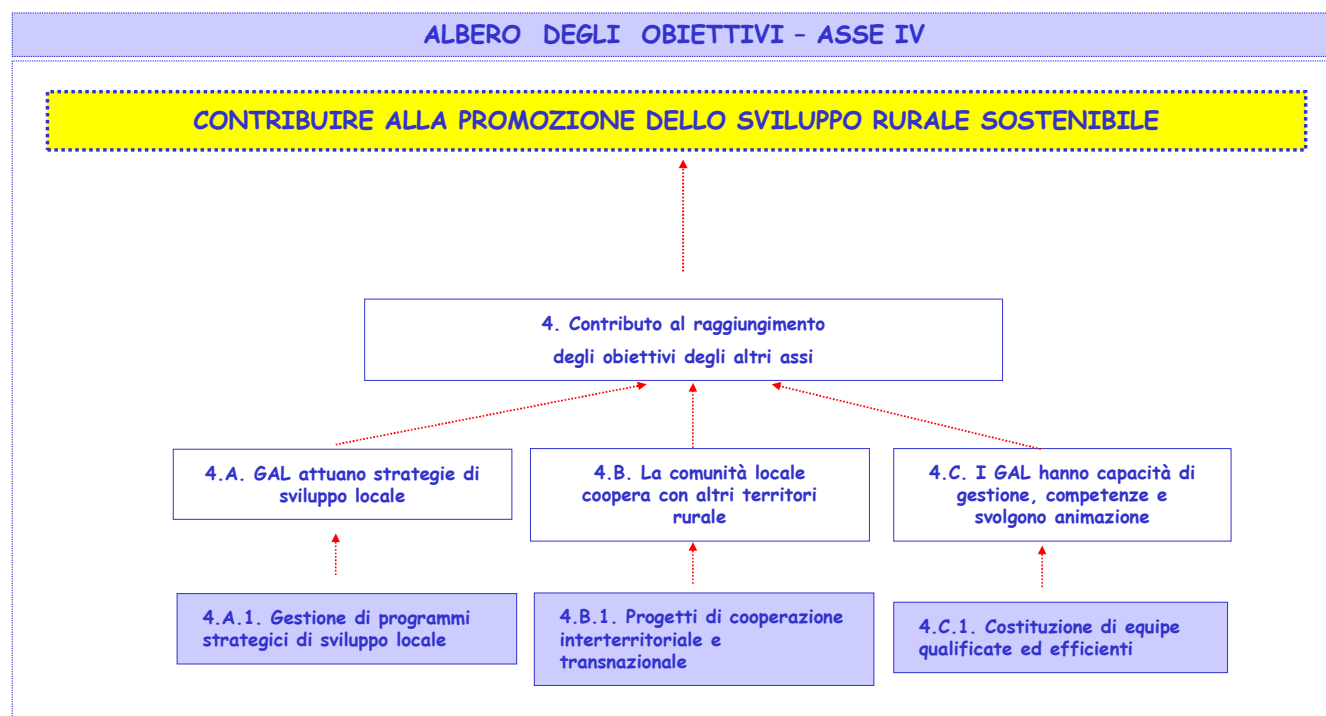 ALBERO DEGLI OBIETTIVI – ASSE IV
CONTRIBUIRE ALLA PROMOZIONE DELLO SVILUPPO RURALE SOSTENIBILE
4. Contributo al raggiungimento
degli obiettivi degli altri assi
4.A. GAL attuano strategie di
sviluppo locale
4.B. La comunità locale
coopera con altri territori
rurale
4.C. I GAL hanno capacità di
gestione, competenze e
svolgono animazione
4.A.1. Gestione di programmi
strategici di sviluppo locale
4.B.1. Progetti di cooperazione
interterritoriale e
transnazionale
4.C.1. Costituzione di equipe
qualificate ed efficienti